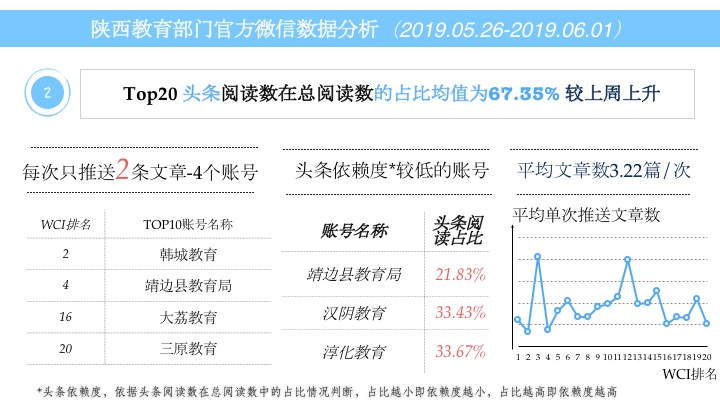 陕西教育部门官方微信数据分析（2019.05.26-2019.06.01）
2
Top20 头条阅读数在总阅读数的占比均值为67.35% 较上周上升
每次只推送2条文章-4个账号
WCI排名 TOP10账号名称
2 韩城教育
4 靖边县教育局
16 大荔教育
20 三原教育
头条依赖度*较低的账号
账号名称 头条阅
读占比
靖边县教育局 21.83%
汉阴教育 33.43%
淳化教育 33.67%
平均文章数3.22篇/次
平均单次推送文章数
1 2 3 4 5 6 7 8 9 10 11 12 13 14 15 16 17 18 19 20
WCI排名
*头条依赖度，依据头条阅读数在总阅读数中的占比情况判断，占比越小即依赖度越小，占比越高即依赖度越高